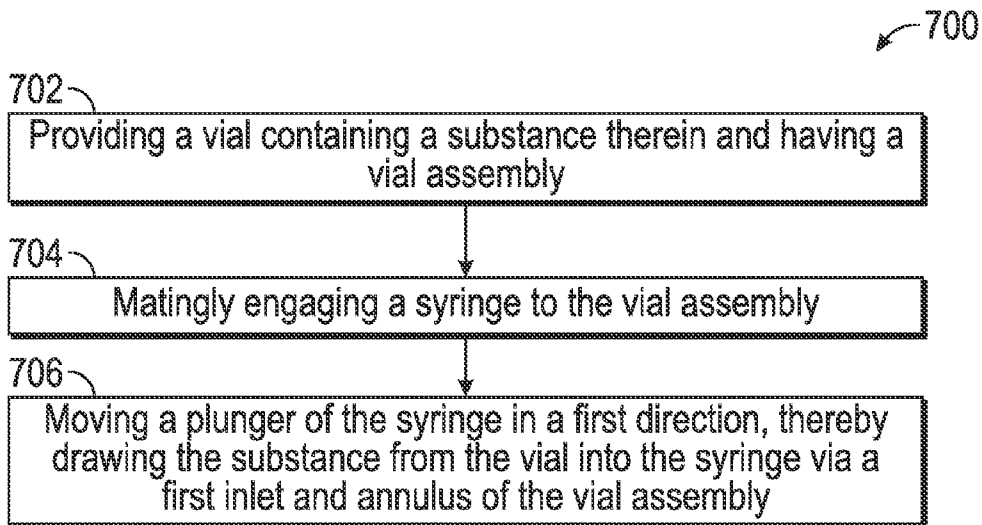 700
702
Providing a vial containing a substance therein and having a
vial assembly
704
Matingly engaging a syringe to the vial assembly
706
Moving a plunger of the syringe in a first direction, thereby
drawing the substance from the vial into the syringe via a
first inlet and annulus of the vial assembly